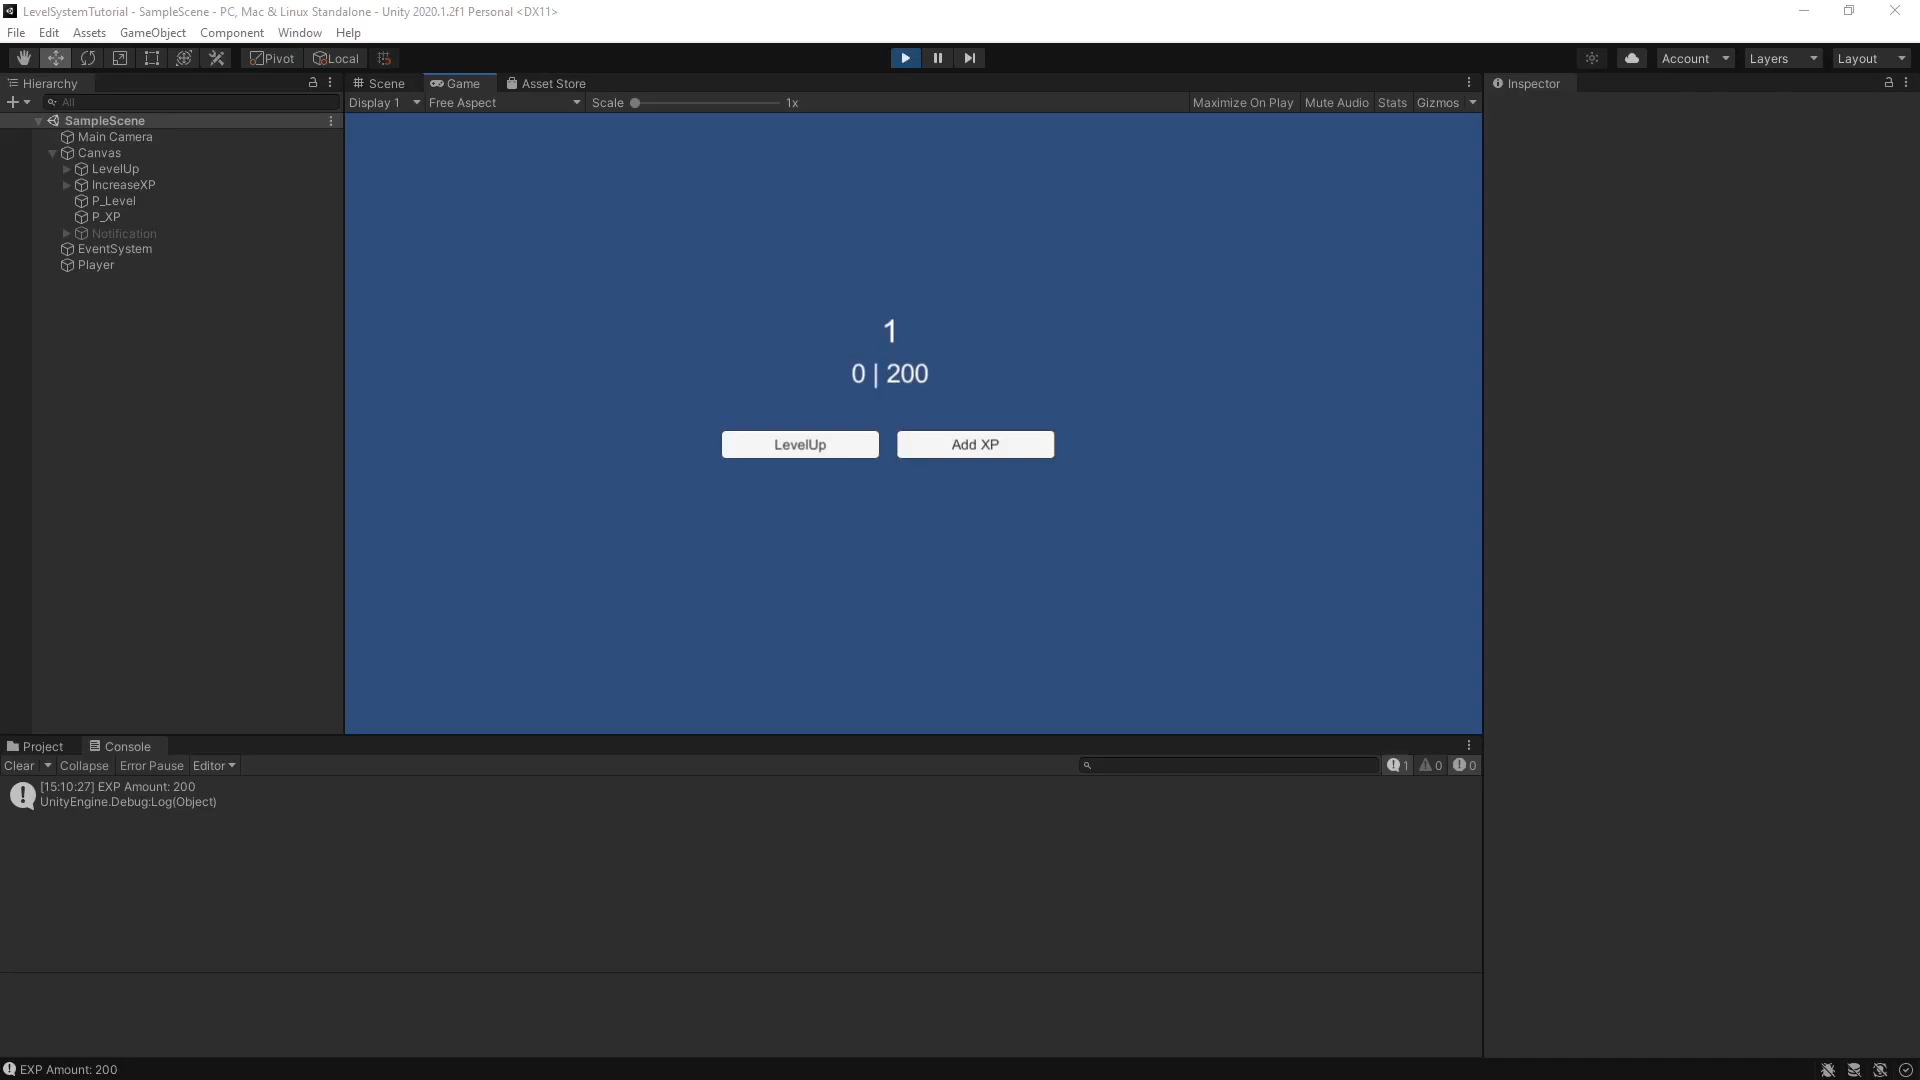 LevelSystemTutorial - SampleScene - PC, Mac & Linux Standalone - Unity 2020.1.2f1 Personal <DX11>
File Edit Assets GameObject Component Window Help
Pivot Local Account Layers Layout
Hierarchy
All
SampleScene
Main Camera
Canvas
LevelUp
IncreaseXP
P_Level
P_XP
Notification
EventSystem
Player
Scene Game Asset Store
Display 1 Free Aspect Scale 1x Maximize On Play Mute Audio Stats Gizmos
1
0 | 200
LevelUp Add XP
Inspector
Project Console
Clear Collapse Error Pause Editor 1 0 0
[15:10:27] EXP Amount: 200
UnityEngine.Debug:Log(Object)
EXP Amount: 200